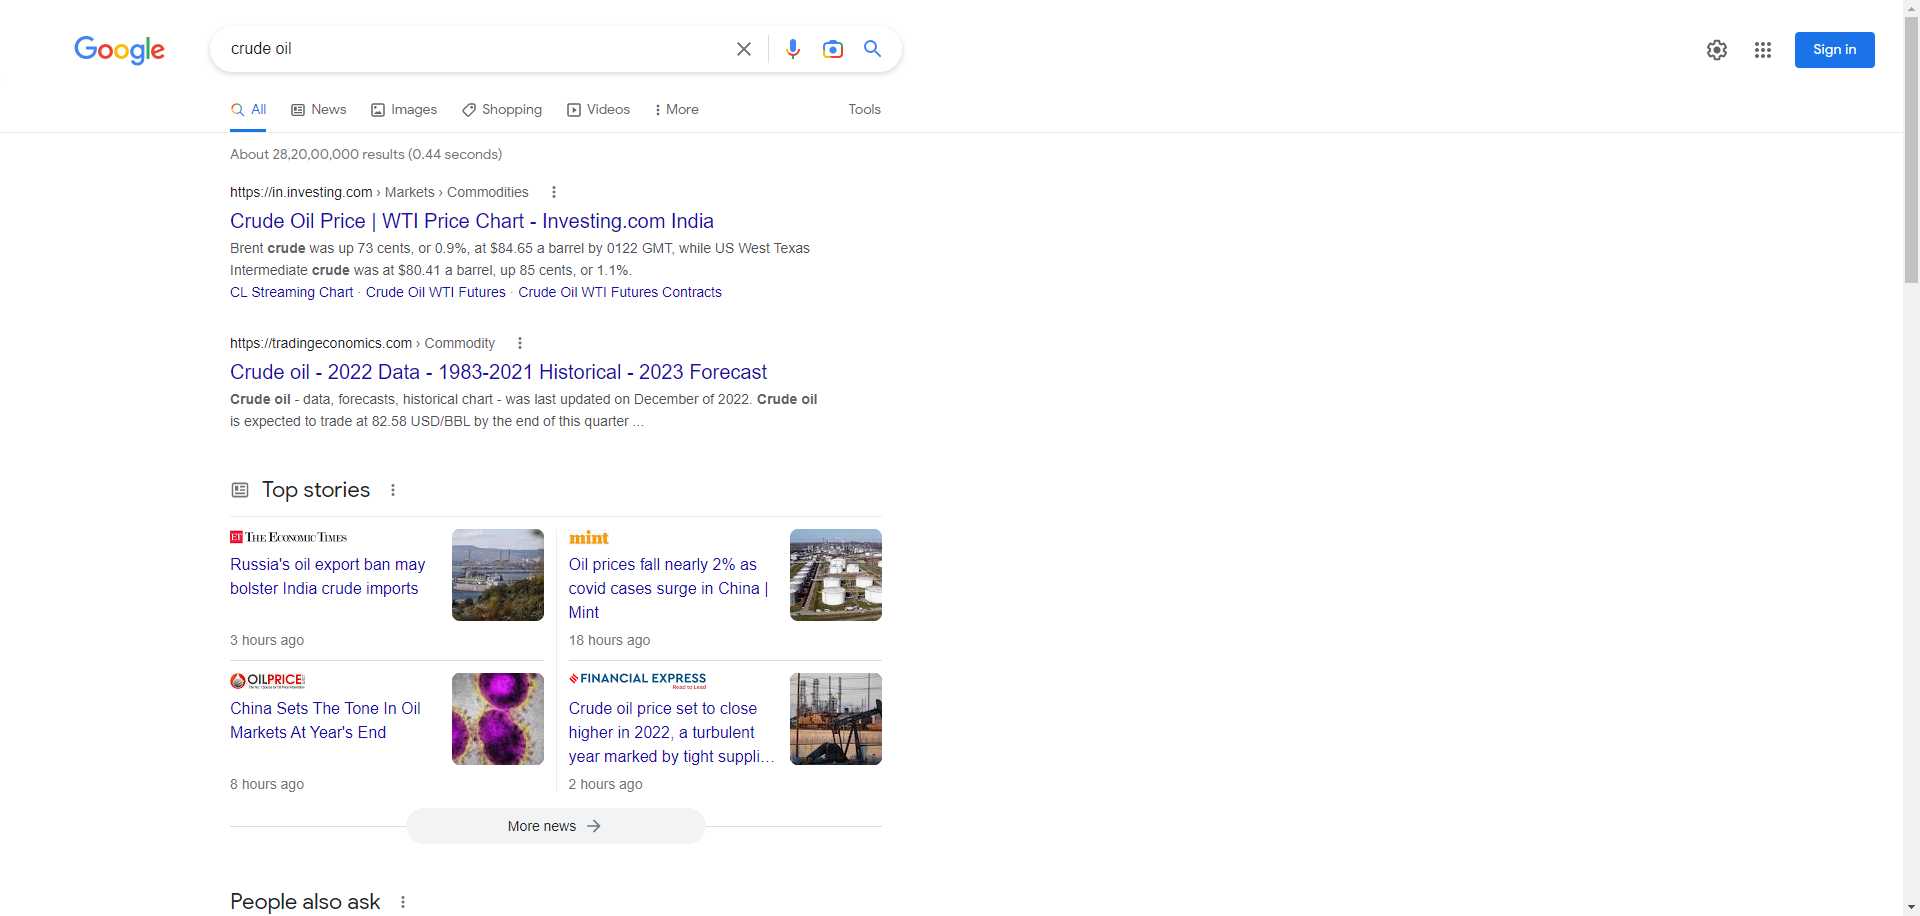 Google
crude oil
Sign in
All
News
Images
Shopping
Videos
More
Tools
About 28,20,00,000 results (0.44 seconds)
https://in.investing.com › Markets › Commodities
Crude Oil Price | WTI Price Chart - Investing.com India
Brent crude was up 73 cents, or 0.9%, at $84.65 a barrel by 0122 GMT, while US West Texas
Intermediate crude was at $80.41 a barrel, up 85 cents, or 1.1%.
CL Streaming Chart · Crude Oil WTI Futures · Crude Oil WTI Futures Contracts
https://tradingeconomics.com › Commodity
Crude oil - 2022 Data - 1983-2021 Historical - 2023 Forecast
Crude oil - data, forecasts, historical chart - was last updated on December of 2022. Crude oil
is expected to trade at 82.58 USD/BBL by the end of this quarter ...
Top stories
ET THE ECONOMIC TIMES
Russia's oil export ban may
bolster India crude imports
3 hours ago
mint
Oil prices fall nearly 2% as
covid cases surge in China |
Mint
18 hours ago
OILPRICE
China Sets The Tone In Oil
Markets At Year's End
8 hours ago
FINANCIAL EXPRESS
Read to Lead
Crude oil price set to close
higher in 2022, a turbulent
year marked by tight suppli...
2 hours ago
More news
People also ask